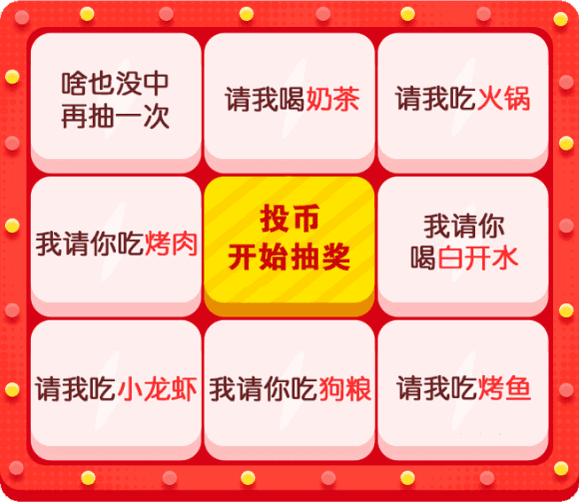 啥也没中
再抽一次
请我喝奶茶
请我吃火锅
我请你吃烤肉
投币
开始抽奖
我请你
喝白开水
请我吃小龙虾
我请你吃狗粮
请我吃烤鱼